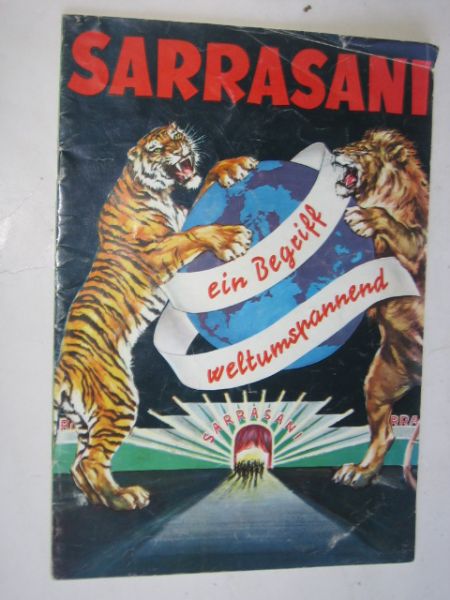 SARRASANI
ein Begriff
weltumspannend
SARRASANI